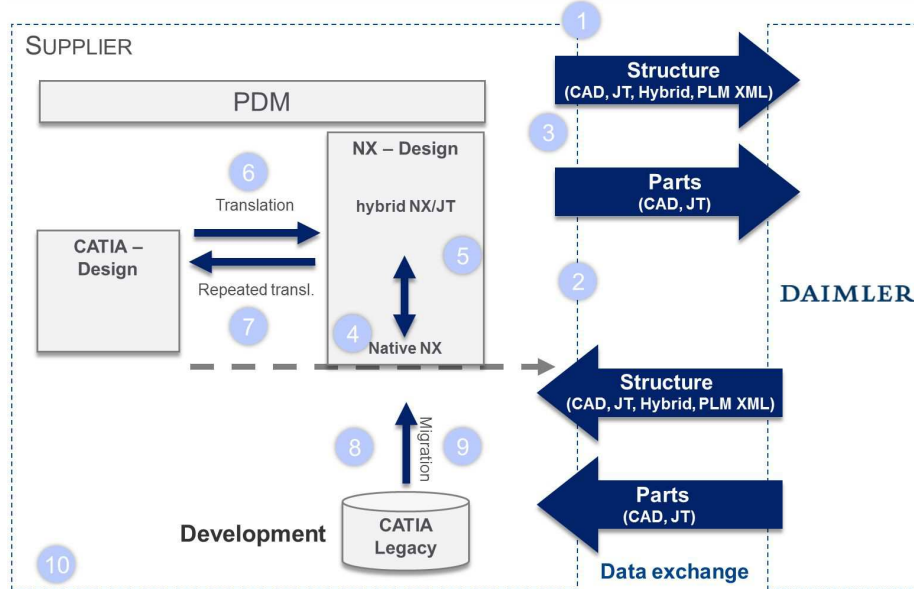 1
SUPPLIER
Structure
(CAD, JT, Hybrid, PLM XML)
PDM
3
NX – Design
6
Parts
(CAD, JT)
Translation
hybrid NX/JT
CATIA –
Design
5
2
DAIMLER
Repeated transl.
7
4
Native NX
Structure
(CAD, JT, Hybrid, PLM XML)
8
Migration
9
Parts
(CAD, JT)
Development
CATIA
Legacy
10
Data exchange